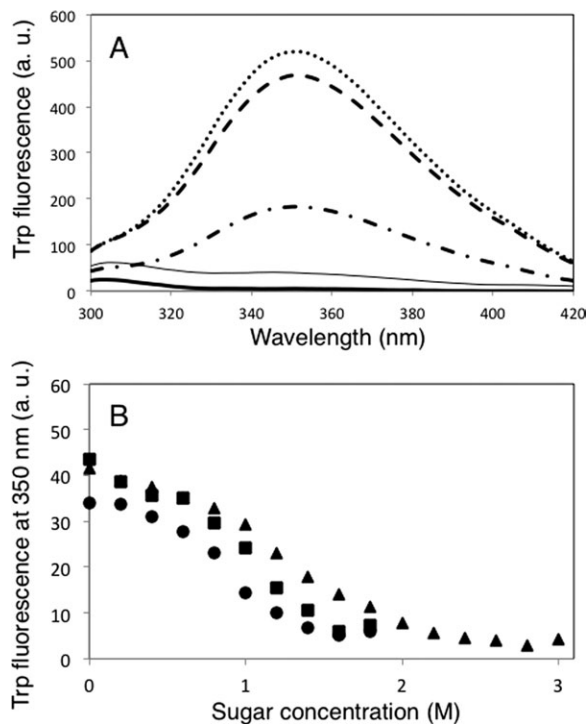 A
Trp fluorescence (a. u.)
600
500
400
300
200
100
0
300 320 340 360 380 400 420
Wavelength (nm)
B
Trp fluorescence at 350 nm (a. u.)
60
50
40
30
20
10
0
0 1 2 3
Sugar concentration (M)